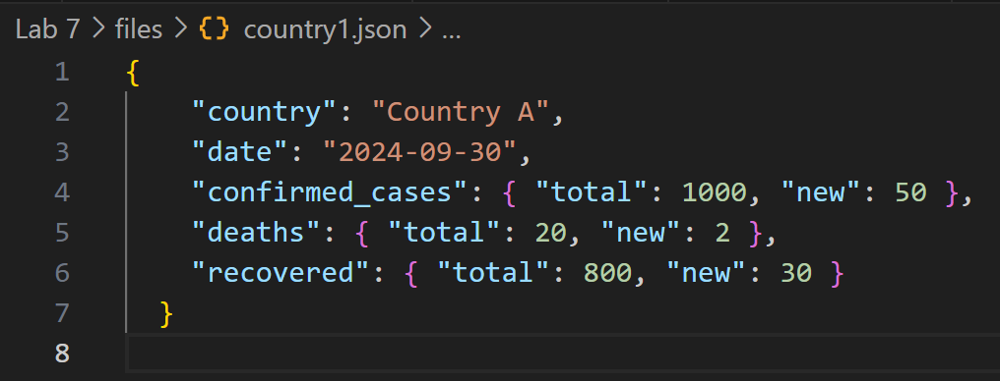 Lab 7 > files > {} country1.json > ...
1 {
2 "country": "Country A",
3 "date": "2024-09-30",
4 "confirmed_cases": { "total": 1000, "new": 50 },
5 "deaths": { "total": 20, "new": 2 },
6 "recovered": { "total": 800, "new": 30 }
7 }
8